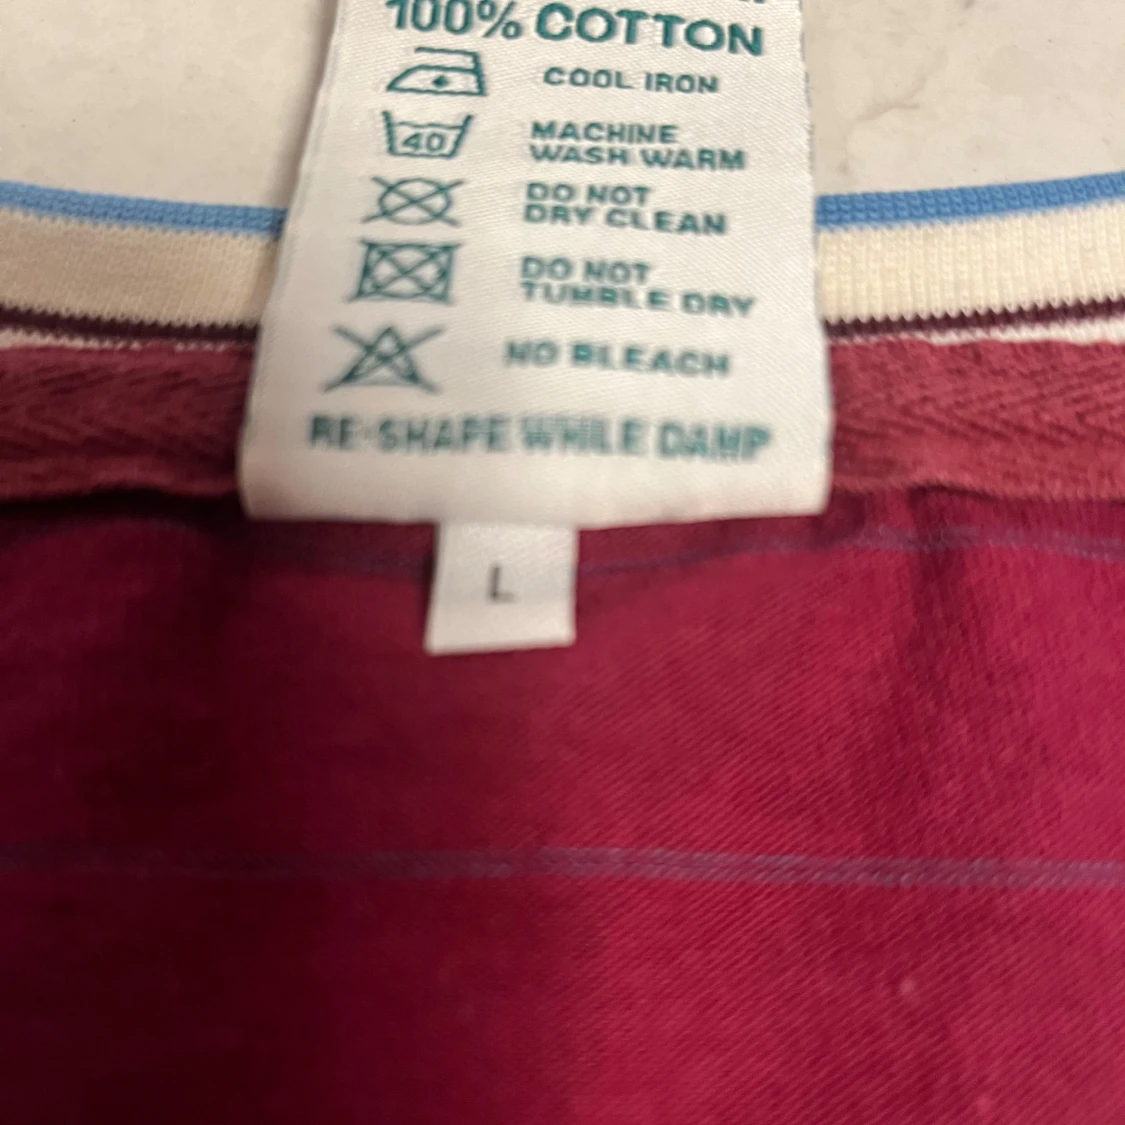 100% COTTON
COOL IRON
40
MACHINE
WASH WARM
DO NOT
DRY CLEAN
DO NOT
TUMBLE DRY
NO BLEACH
RE-SHAPE WHILE DAMP
L